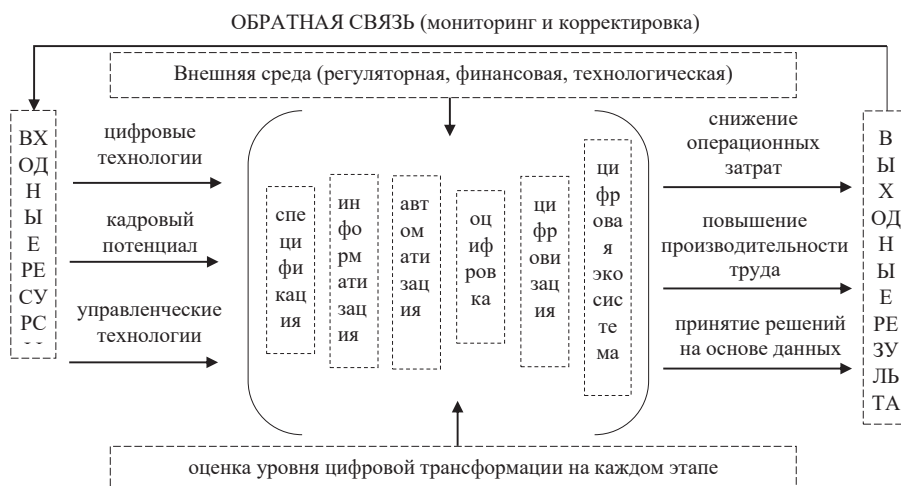 ОБРАТНАЯ СВЯЗЬ (мониторинг и корректировка)
Внешняя среда (регуляторная, финансовая, технологическая)
ВХ
ОД
Н
Ы
Е
РЕ
СУ
РС
цифровые
технологии
кадровый
потенциал
управленческие
технологии
спе
ци
фи
кац
ия
ин
фо
рм
ати
зац
ия
авт
ом
ати
зац
ия
оц
иф
ров
ка
ци
фр
ови
зац
ия
ци
фр
ова
я
эко
сис
те
ма
снижение
операционных
затрат
повышение
производительности
труда
принятие решений
на основе данных
В
Ы
Х
ОД
Н
Ы
Е
РЕ
ЗУ
ЛЬ
ТА
оценка уровня цифровой трансформации на каждом этапе